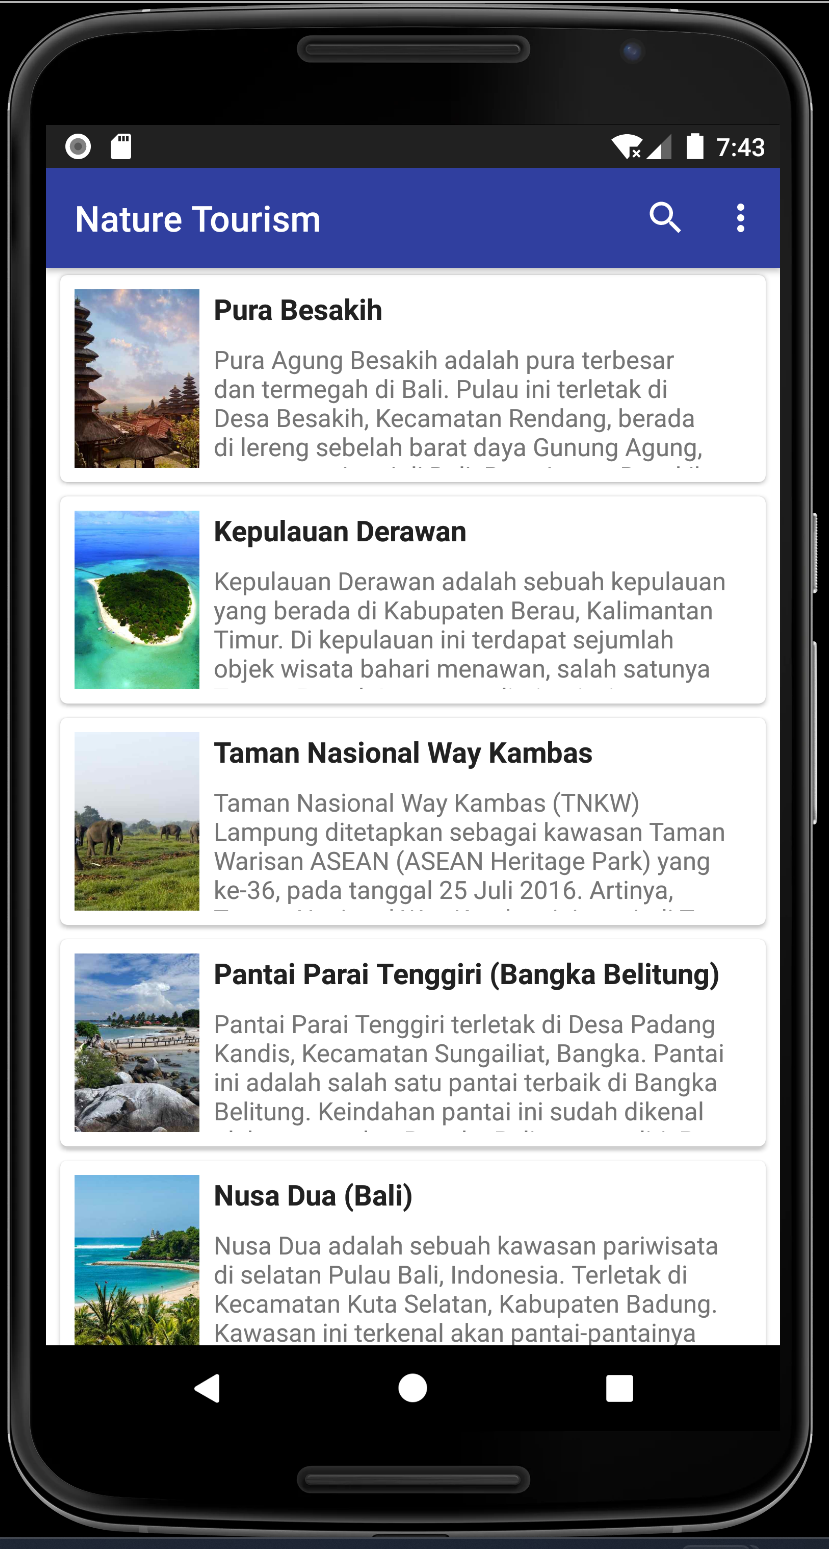 7:43
Nature Tourism
Pura Besakih
Pura Agung Besakih adalah pura terbesar
dan termegah di Bali. Pulau ini terletak di
Desa Besakih, Kecamatan Rendang, berada
di lereng sebelah barat daya Gunung Agung,
Kepulauan Derawan
Kepulauan Derawan adalah sebuah kepulauan
yang berada di Kabupaten Berau, Kalimantan
Timur. Di kepulauan ini terdapat sejumlah
objek wisata bahari menawan, salah satunya
Taman Nasional Way Kambas
Taman Nasional Way Kambas (TNKW)
Lampung ditetapkan sebagai kawasan Taman
Warisan ASEAN (ASEAN Heritage Park) yang
ke-36, pada tanggal 25 Juli 2016. Artinya,
Pantai Parai Tenggiri (Bangka Belitung)
Pantai Parai Tenggiri terletak di Desa Padang
Kandis, Kecamatan Sungailiat, Bangka. Pantai
ini adalah salah satu pantai terbaik di Bangka
Belitung. Keindahan pantai ini sudah dikenal
Nusa Dua (Bali)
Nusa Dua adalah sebuah kawasan pariwisata
di selatan Pulau Bali, Indonesia. Terletak di
Kecamatan Kuta Selatan, Kabupaten Badung.
Kawasan ini terkenal akan pantai-pantainya